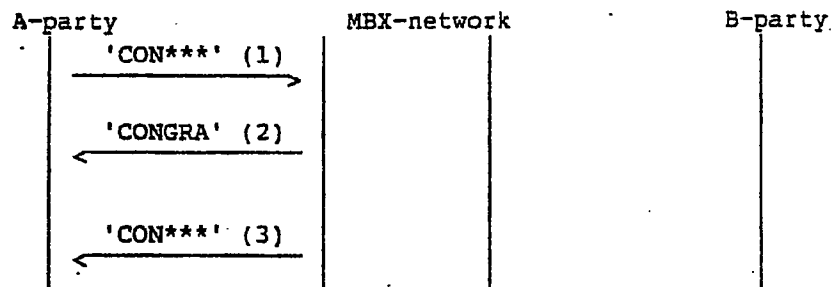 A-party MBX-network B-party
'CON***' (1)
'CONGRA' (2)
'CON***' (3)